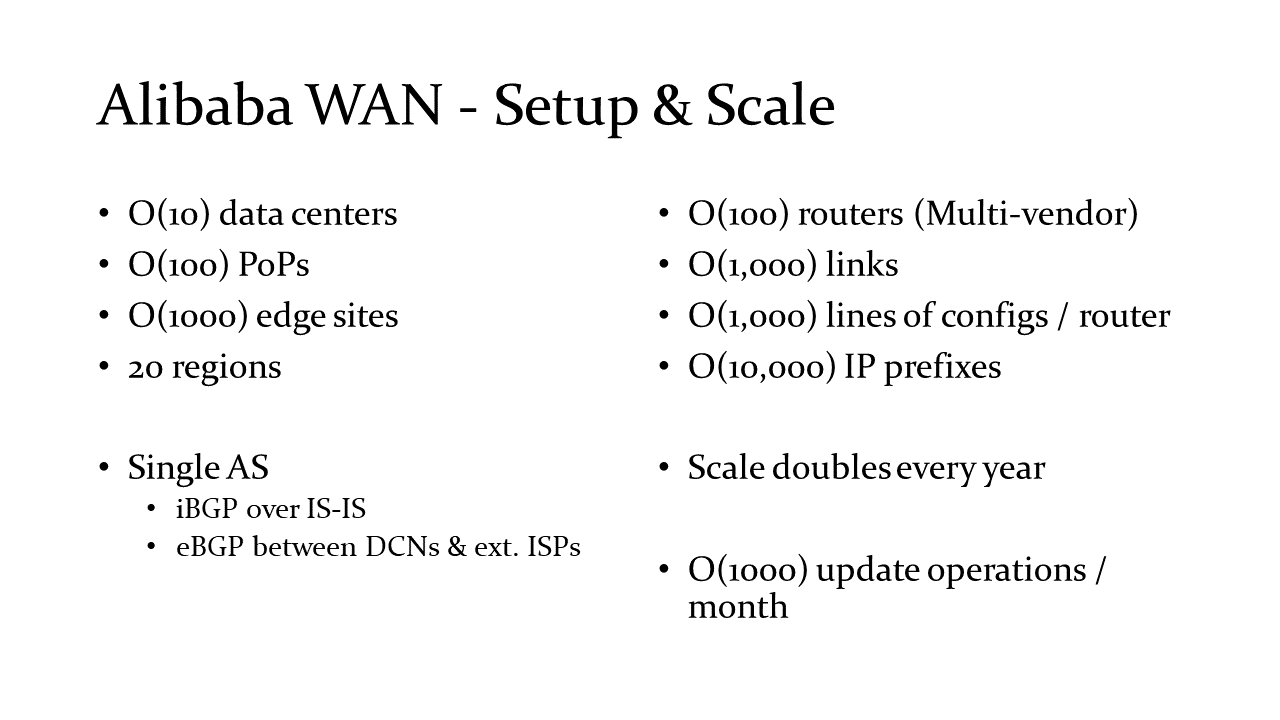 Alibaba WAN - Setup & Scale
• O(10) data centers
• O(100) PoPs
• O(1000) edge sites
• 20 regions
• Single AS
• iBGP over IS-IS
• eBGP between DCNs & ext. ISPs
• O(100) routers (Multi-vendor)
• O(1,000) links
• O(1,000) lines of configs / router
• O(10,000) IP prefixes
• Scale doubles every year
• O(1000) update operations /
month